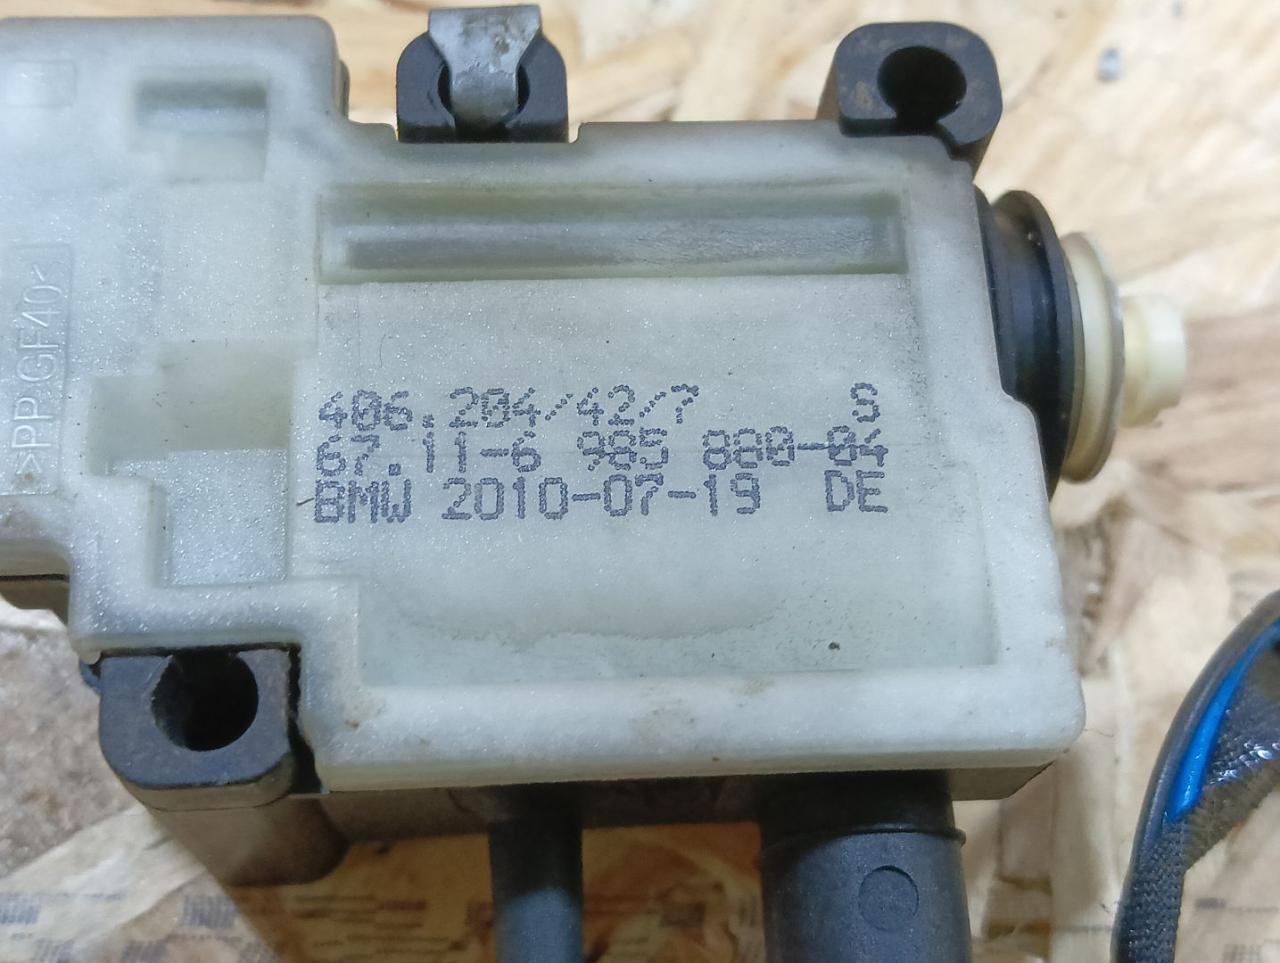 406.204/42/7 S
67.11-6 985 880-04
BMW 2010-07-19 DE
>PP GF40<